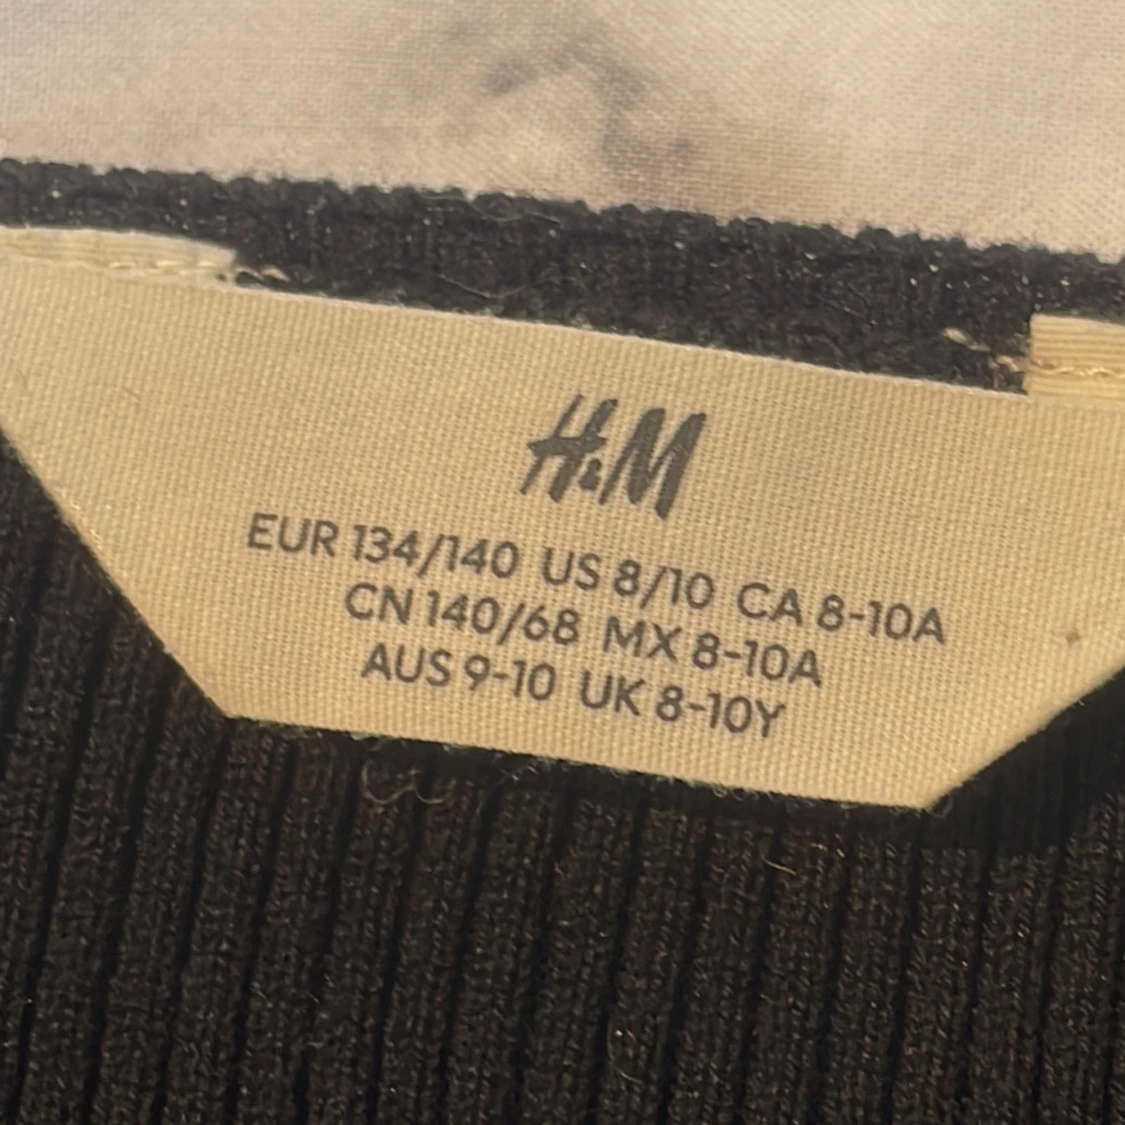 H&M
EUR 134/140 US 8/10 CA 8-10A
CN 140/68 MX 8-10A
AUS 9-10 UK 8-10Y